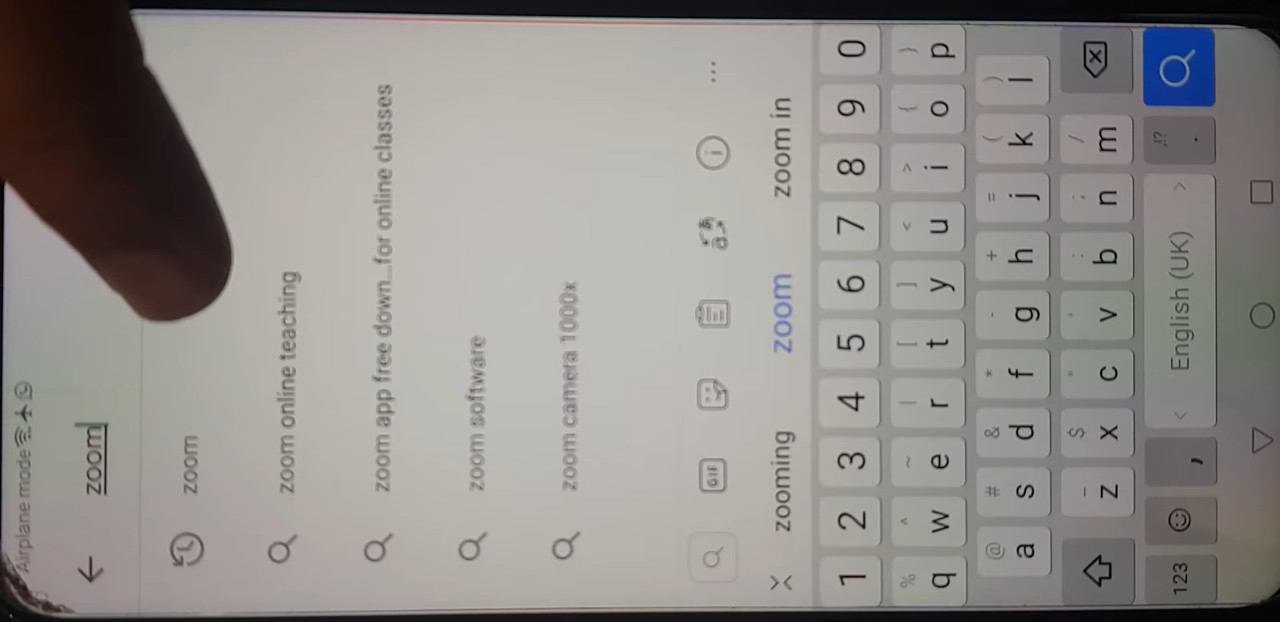 Airplane mode
zoom
zoom
zoom online teaching
zoom app free down...for online classes
zoom software
zoom camera 1000x
GIF
zooming zoom zoom in
1 2 3 4 5 6 7 8 9 0
% ^ ~ | [ ] < > { }
q w e r t y u i o p
@ # & * - + = ( )
a s d f g h j k l
_ $ " ' : ; /
z x c v b n m
123 , < English (UK) > ,!? .